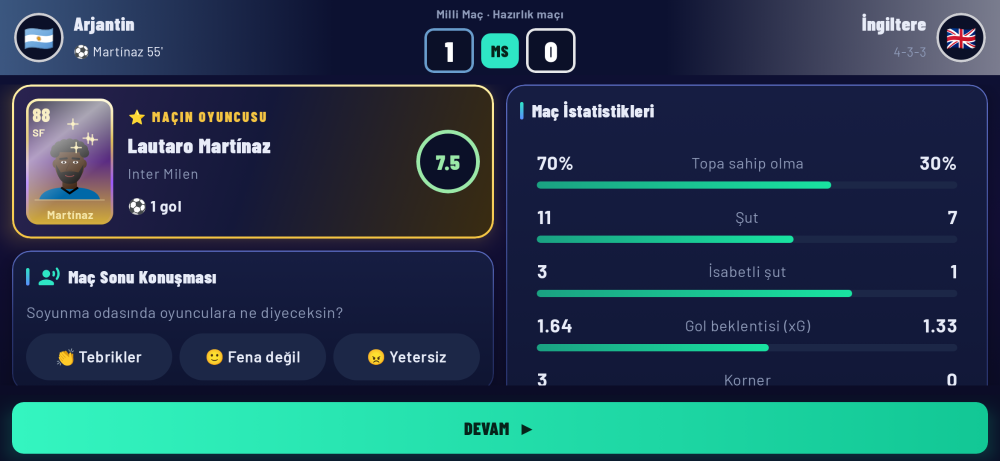 Arjantin
⚽ Martínaz 55'
Milli Maç · Hazırlık maçı
1 MS 0
İngiltere
4-3-3
88
SF
Martínaz
⭐ MAÇIN OYUNCUSU
Lautaro Martínaz
Inter Milen
⚽ 1 gol
7.5
Maç Sonu Konuşması
Soyunma odasında oyunculara ne diyeceksin?
👏 Tebrikler
🙂 Fena değil
😠 Yetersiz
Maç İstatistikleri
70% Topa sahip olma 30%
11 Şut 7
3 İsabetli şut 1
1.64 Gol beklentisi (xG) 1.33
3 Korner 0
DEVAM ►